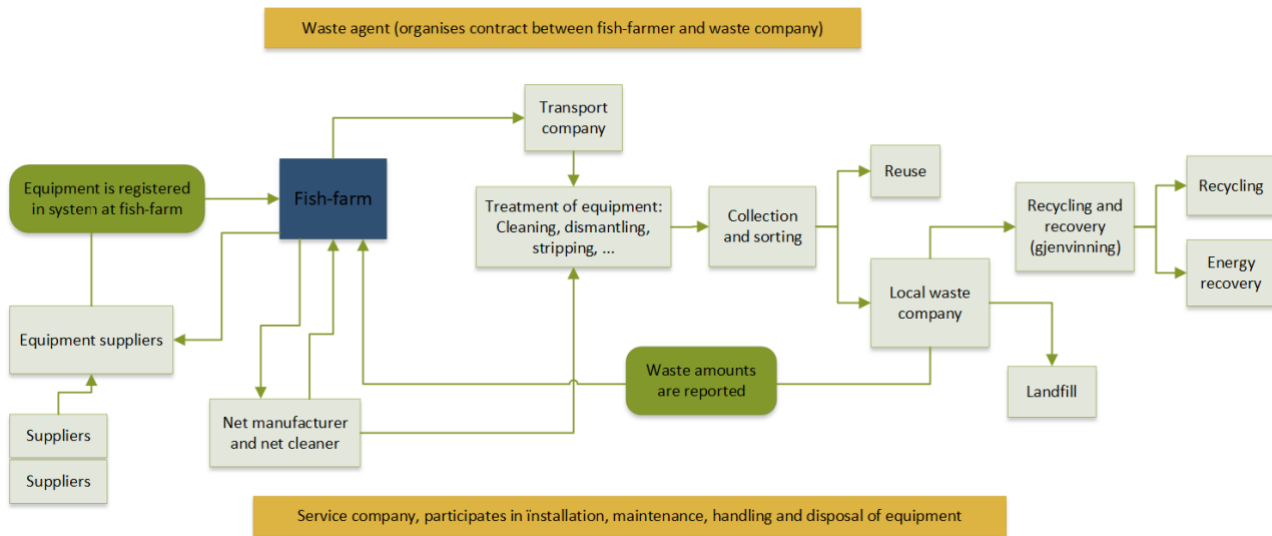 Waste agent (organises contract between fish-farmer and waste company)
Transport
company
Equipment is registered
in system at fish-farm
Fish-farm
Treatment of equipment:
Cleaning, dismantling,
stripping, ...
Collection
and sorting
Reuse
Recycling and
recovery
(gjenvinning)
Recycling
Energy
recovery
Local waste
company
Equipment suppliers
Waste amounts
are reported
Landfill
Net manufacturer
and net cleaner
Suppliers
Suppliers
Service company, participates in installation, maintenance, handling and disposal of equipment